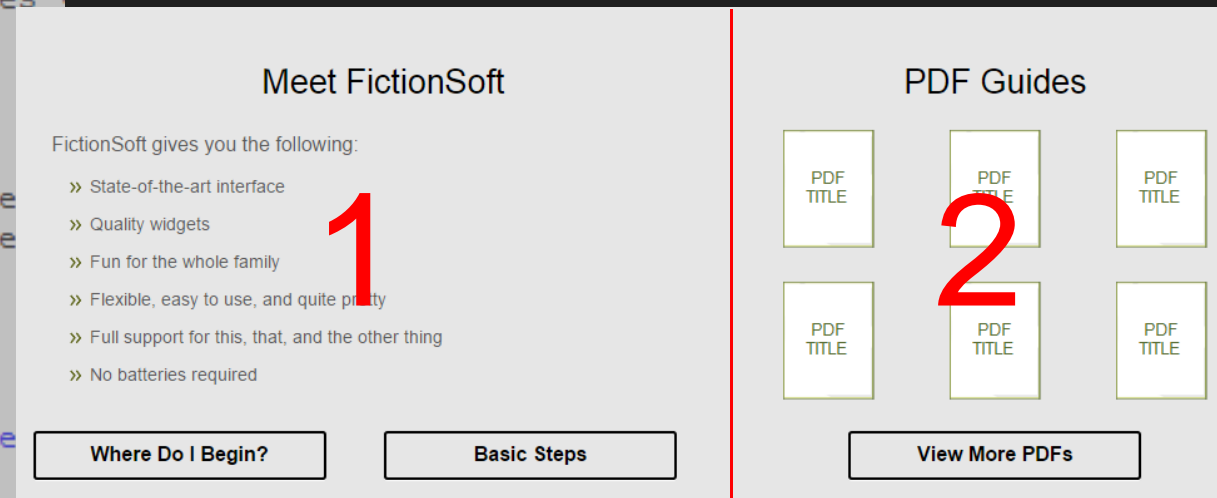 Meet FictionSoft
FictionSoft gives you the following:
» State-of-the-art interface
» Quality widgets
» Fun for the whole family
» Flexible, easy to use, and quite pretty
» Full support for this, that, and the other thing
» No batteries required
Where Do I Begin?
Basic Steps
1
PDF Guides
PDF
TITLE
PDF
TITLE
PDF
TITLE
PDF
TITLE
PDF
TITLE
PDF
TITLE
View More PDFs
2